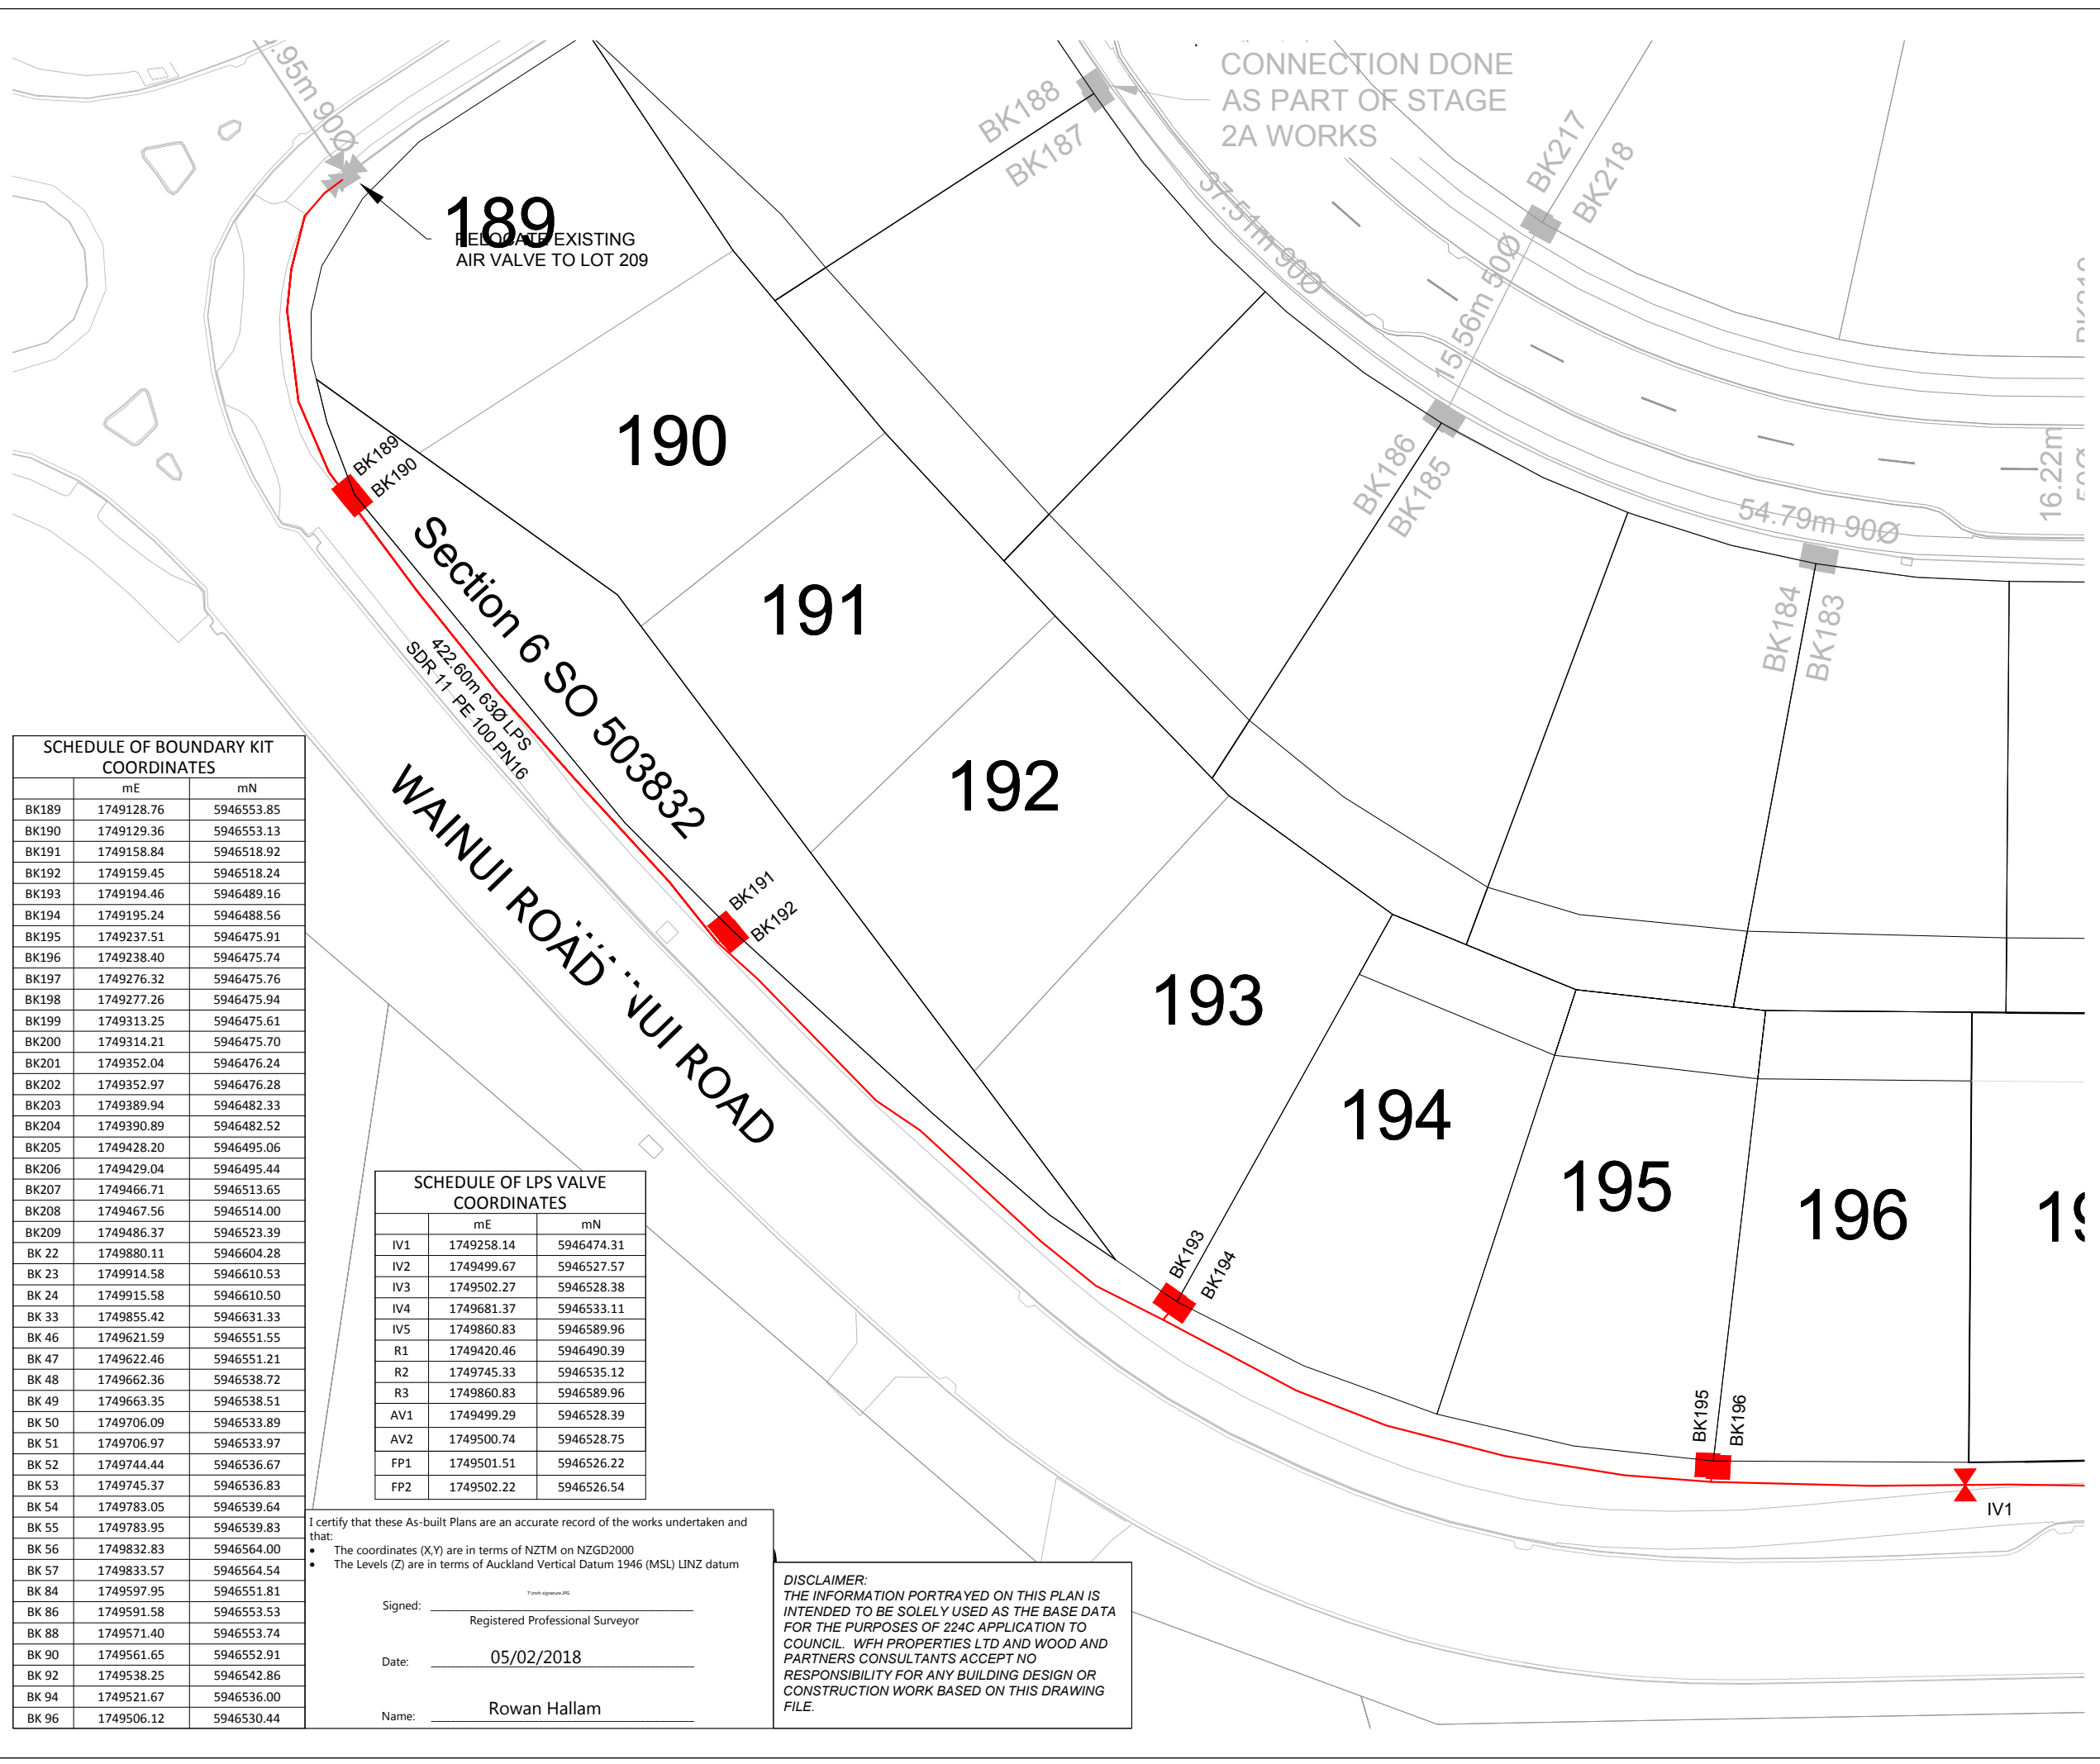 .95m 90Ø
CONNECTION DONE
AS PART OF STAGE
2A WORKS
BK188
BK187
BK217
BK218
189
RELOCATE EXISTING
AIR VALVE TO LOT 209
37.51m 90Ø
15.56m 50Ø
190
BK189
BK190
BK186
BK185
16.22m
54.79m 90Ø
Section 6 SO 503832
191
BK184
BK183
422.60m 63Ø LPS
SDR 11 PE 100 PN16
192
WAINUI ROAD
NUI ROAD
BK191
BK192
193
194
195
196
BK193
BK194
BK195
BK196
IV1
SCHEDULE OF BOUNDARY KIT
COORDINATES
mE mN
BK189 1749128.76 5946553.85
BK190 1749129.36 5946553.13
BK191 1749158.84 5946518.92
BK192 1749159.45 5946518.24
BK193 1749194.46 5946489.16
BK194 1749195.24 5946488.56
BK195 1749237.51 5946475.91
BK196 1749238.40 5946475.74
BK197 1749276.32 5946475.76
BK198 1749277.26 5946475.94
BK199 1749313.25 5946475.61
BK200 1749314.21 5946475.70
BK201 1749352.04 5946476.24
BK202 1749352.97 5946476.28
BK203 1749389.94 5946482.33
BK204 1749390.89 5946482.52
BK205 1749428.20 5946495.06
BK206 1749429.04 5946495.44
BK207 1749466.71 5946513.65
BK208 1749467.56 5946514.00
BK209 1749486.37 5946523.39
BK 22 1749880.11 5946604.28
BK 23 1749914.58 5946610.53
BK 24 1749915.58 5946610.50
BK 33 1749855.42 5946631.33
BK 46 1749621.59 5946551.55
BK 47 1749622.46 5946551.21
BK 48 1749662.36 5946538.72
BK 49 1749663.35 5946538.51
BK 50 1749706.09 5946533.89
BK 51 1749706.97 5946533.97
BK 52 1749744.44 5946536.67
BK 53 1749745.37 5946536.83
BK 54 1749783.05 5946539.64
BK 55 1749783.95 5946539.83
BK 56 1749832.83 5946564.00
BK 57 1749833.57 5946564.54
BK 84 1749597.95 5946551.81
BK 86 1749591.58 5946553.53
BK 88 1749571.40 5946553.74
BK 90 1749561.65 5946552.91
BK 92 1749538.25 5946542.86
BK 94 1749521.67 5946536.00
BK 96 1749506.12 5946530.44
SCHEDULE OF LPS VALVE
COORDINATES
mE mN
IV1 1749258.14 5946474.31
IV2 1749499.67 5946527.57
IV3 1749502.27 5946528.38
IV4 1749681.37 5946533.11
IV5 1749860.83 5946589.96
R1 1749420.46 5946490.39
R2 1749745.33 5946535.12
R3 1749860.83 5946589.96
AV1 1749499.29 5946528.39
AV2 1749500.74 5946528.75
FP1 1749501.51 5946526.22
FP2 1749502.22 5946526.54
I certify that these As-built Plans are an accurate record of the works undertaken and
that:
• The coordinates (X,Y) are in terms of NZTM on NZGD2000
• The Levels (Z) are in terms of Auckland Vertical Datum 1946 (MSL) LINZ datum
Signed:
Registered Professional Surveyor
Date: 05/02/2018
Name: Rowan Hallam
DISCLAIMER:
THE INFORMATION PORTRAYED ON THIS PLAN IS
INTENDED TO BE SOLELY USED AS THE BASE DATA
FOR THE PURPOSES OF 224C APPLICATION TO
COUNCIL. WFH PROPERTIES LTD AND WOOD AND
PARTNERS CONSULTANTS ACCEPT NO
RESPONSIBILITY FOR ANY BUILDING DESIGN OR
CONSTRUCTION WORK BASED ON THIS DRAWING
FILE.